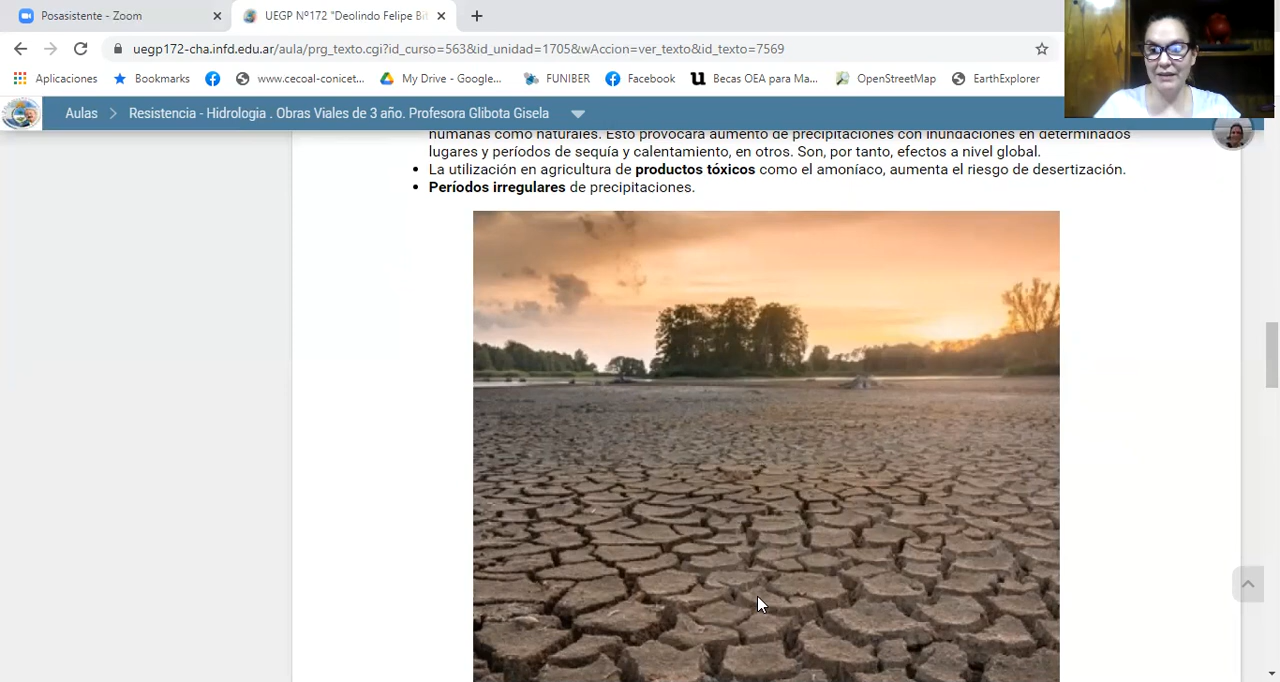 Posasistente - Zoom
UEGP Nº172 "Deolindo Felipe Bit
uegp172-cha.infd.edu.ar/aula/prg_texto.cgi?id_curso=563&id_unidad=1705&wAccion=ver_texto&id_texto=7569
Aplicaciones Bookmarks www.cecoal-conicet... My Drive - Google... FUNIBER Facebook Becas OEA para Ma... OpenStreetMap EarthExplorer
Aulas Resistencia - Hidrologia . Obras Viales de 3 año. Profesora Glibota Gisela
humanas como naturales. Esto provocará aumento de precipitaciones con inundaciones en determinados
lugares y períodos de sequía y calentamiento, en otros. Son, por tanto, efectos a nivel global.
La utilización en agricultura de productos tóxicos como el amoníaco, aumenta el riesgo de desertización.
Períodos irregulares de precipitaciones.